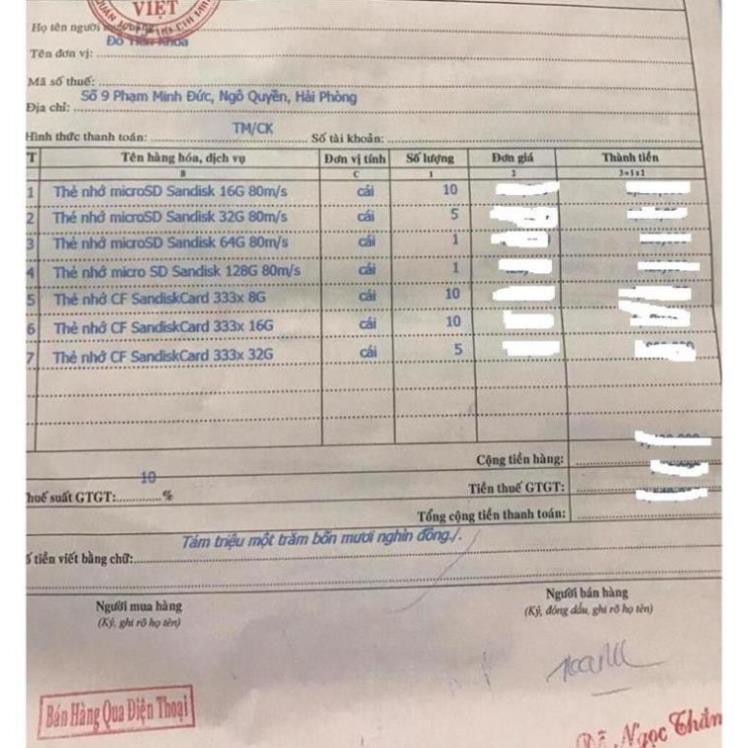 VIỆT
Họ tên người mua hàng:
Đỗ Tiến Khoa
Tên đơn vị:
Mã số thuế:
Địa chỉ: Số 9 Phạm Minh Đức, Ngô Quyền, Hải Phòng
Hình thức thanh toán: TM/CK Số tài khoản:
T Tên hàng hóa, dịch vụ Đơn vị tính Số lượng Đơn giá Thành tiền
B C 1 2 3=1x2
1 Thẻ nhớ microSD Sandisk 16G 80m/s cái 10
2 Thẻ nhớ microSD Sandisk 32G 80m/s cái 5
3 Thẻ nhớ microSD Sandisk 64G 80m/s cái 1
4 Thẻ nhớ micro SD Sandisk 128G 80m/s cái 1
5 Thẻ nhớ CF SandiskCard 333x 8G cái 10
6 Thẻ nhớ CF SandiskCard 333x 16G cái 10
7 Thẻ nhớ CF SandiskCard 333x 32G cái 5
Cộng tiền hàng:
huế suất GTGT: 10 % Tiền thuế GTGT:
Tổng cộng tiền thanh toán:
ố tiền viết bằng chữ: Tám triệu một trăm bốn mươi nghìn đồng./.
Người mua hàng Người bán hàng
(Ký, ghi rõ họ tên) (Ký, đóng dấu, ghi rõ họ tên)
Bán Hàng Qua Điện Thoại
Ngọc